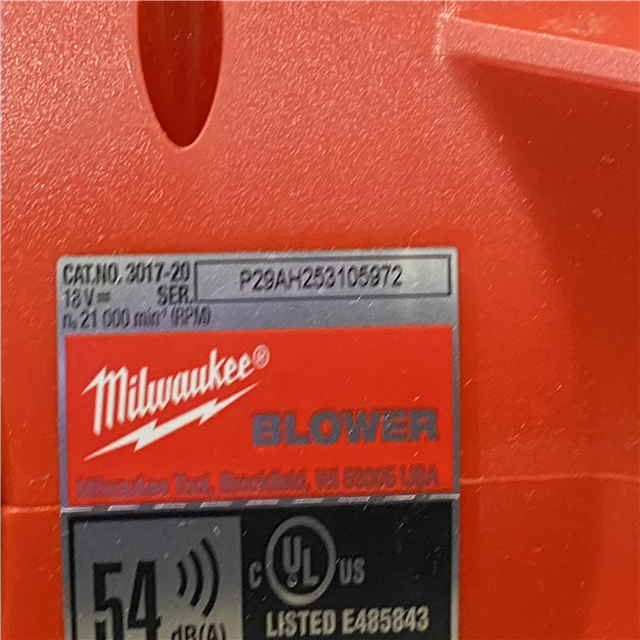 CAT.NO. 3017-20
18V⎓ SER. P29AH253105972
n₀ 21 000 min⁻¹ (RPM)
Milwaukee®
BLOWER
Milwaukee Tool, Brookfield, WI 53005 USA
54 dB(A)
C UL US
LISTED E485843